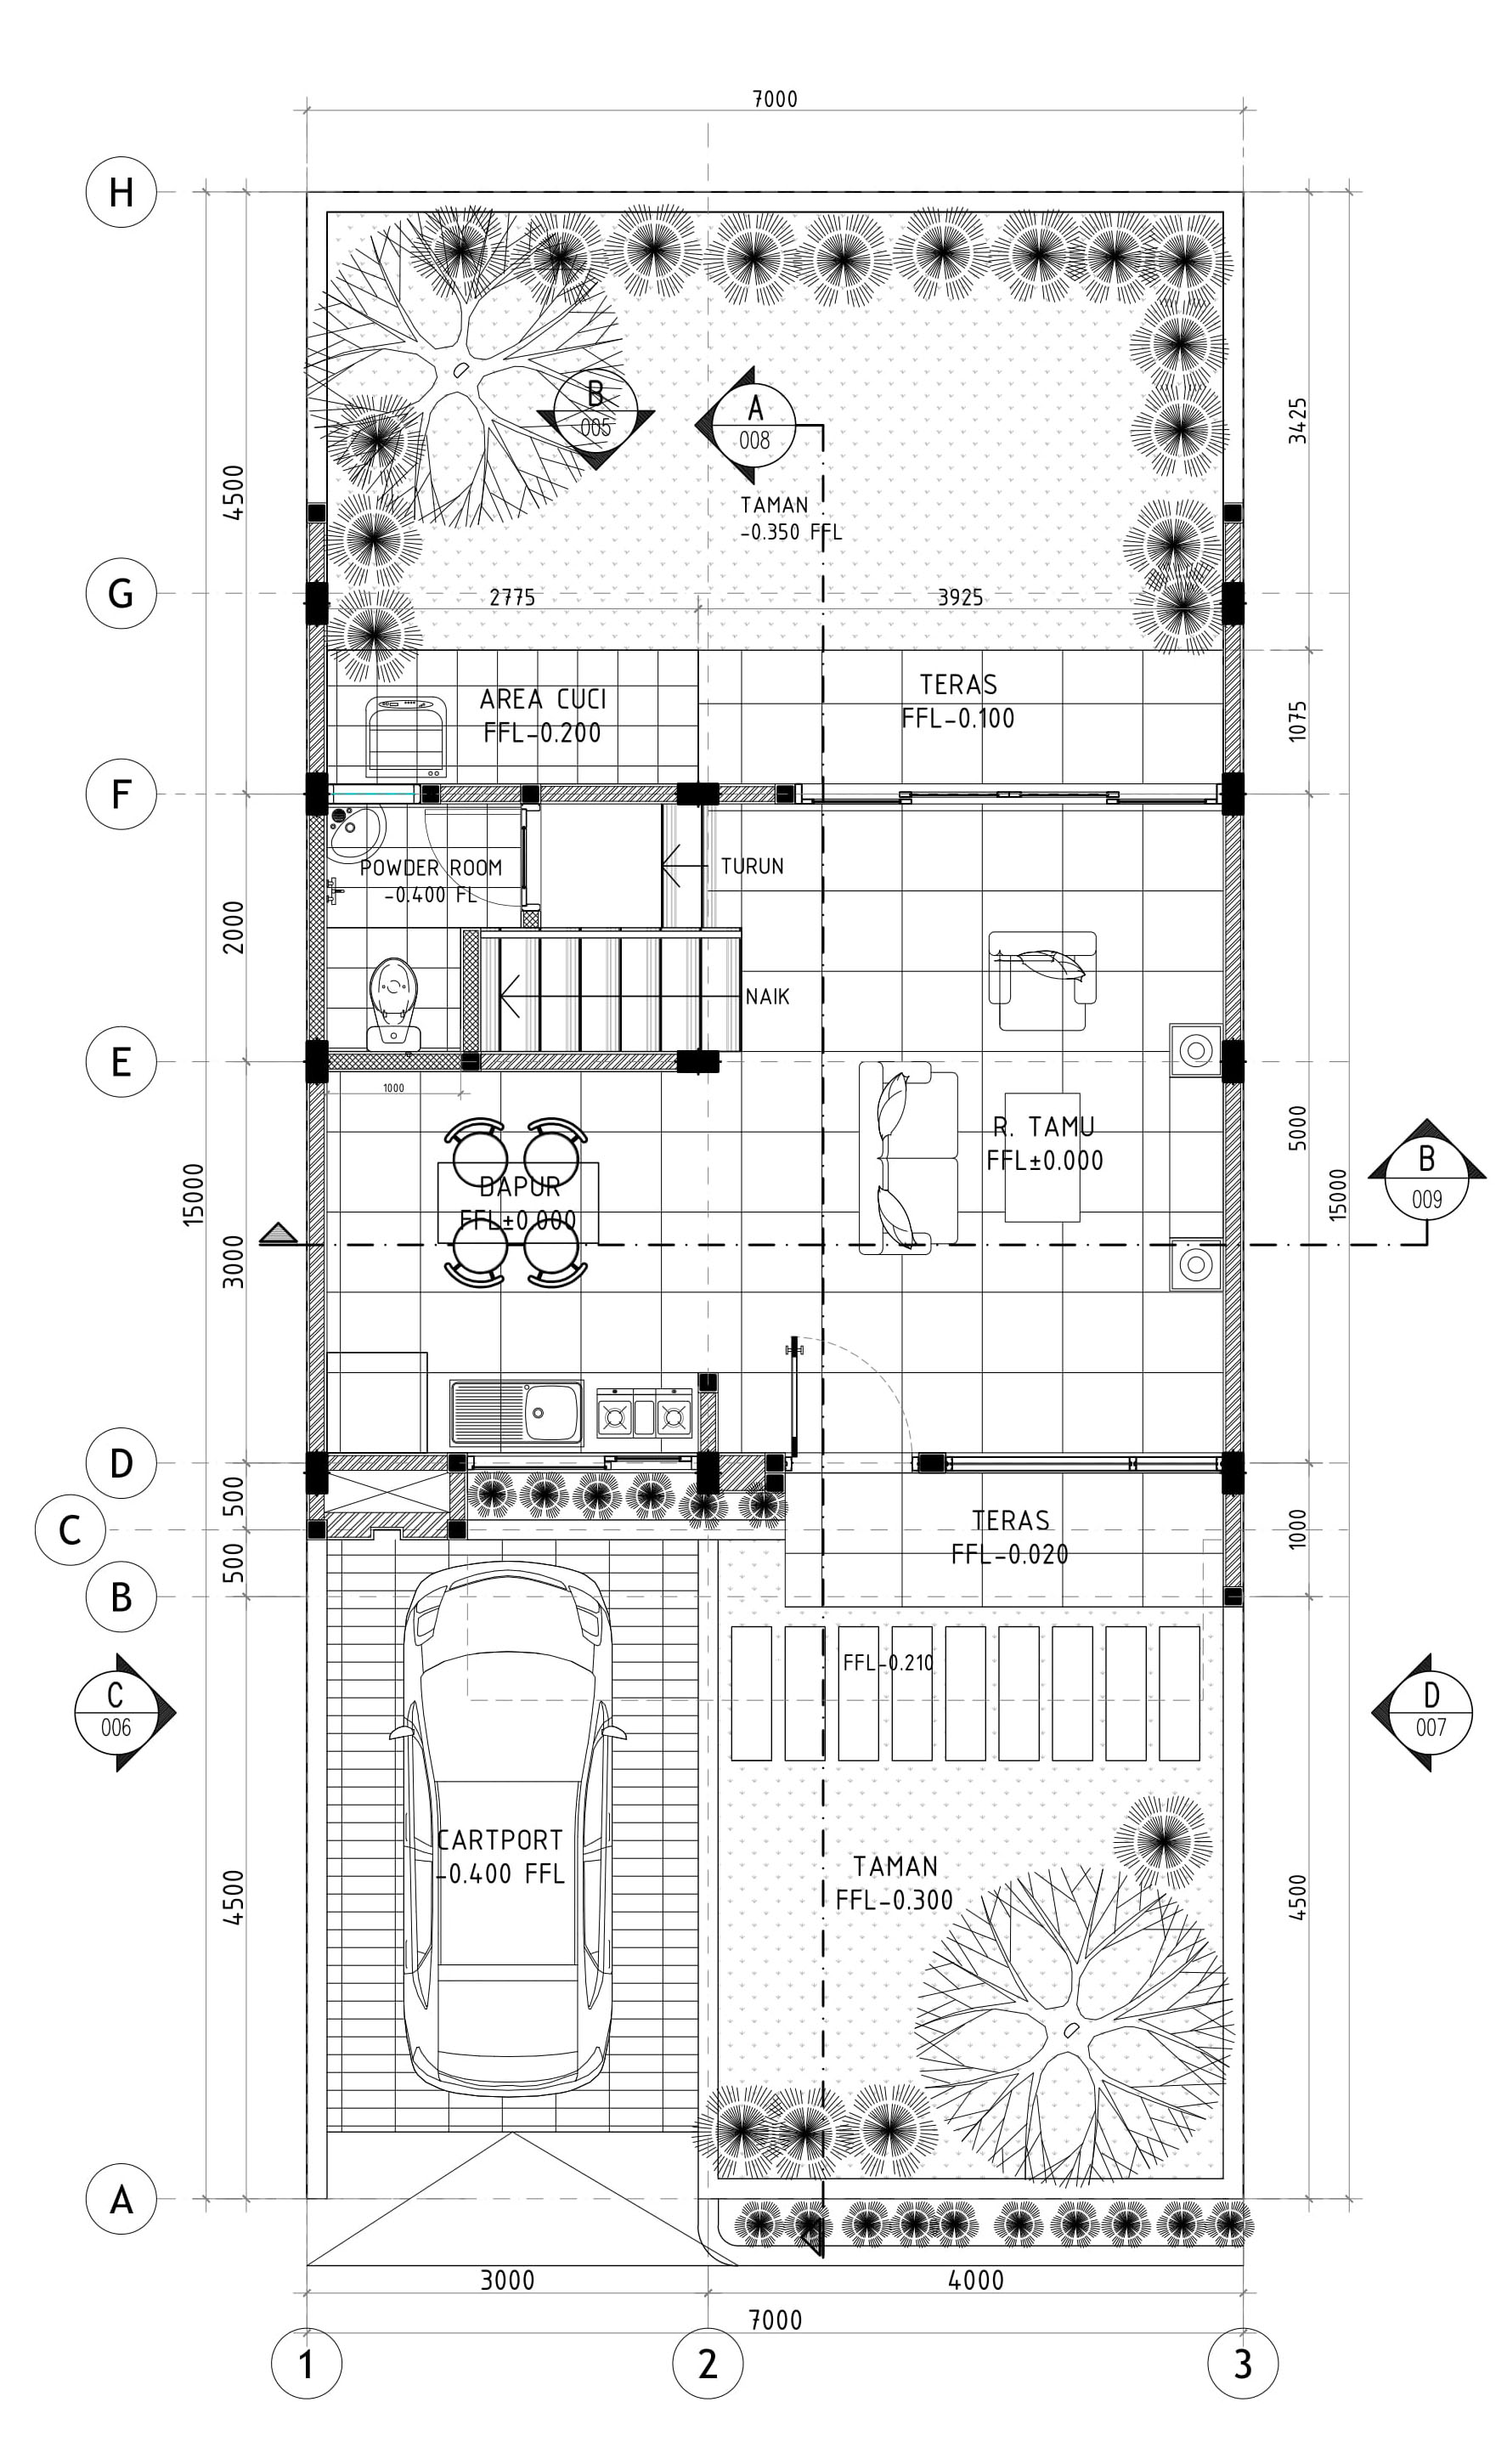 7000
H
B
005
A
008
3425
4500
TAMAN
-0.350 FFL
G
2775
3925
AREA CUCI
FFL-0.200
TERAS
FFL-0.100
1075
F
POWDER ROOM
-0.400 FL
TURUN
2000
NAIK
E
1000
15000
DAPUR
FFL±0.000
R. TAMU
FFL±0.000
5000
15000
B
009
3000
D
500
C
TERAS
FFL-0.020
1000
500
B
FFL-0.210
C
006
D
007
CARTPORT
-0.400 FFL
TAMAN
FFL-0.300
4500
4500
A
3000
4000
7000
1
2
3